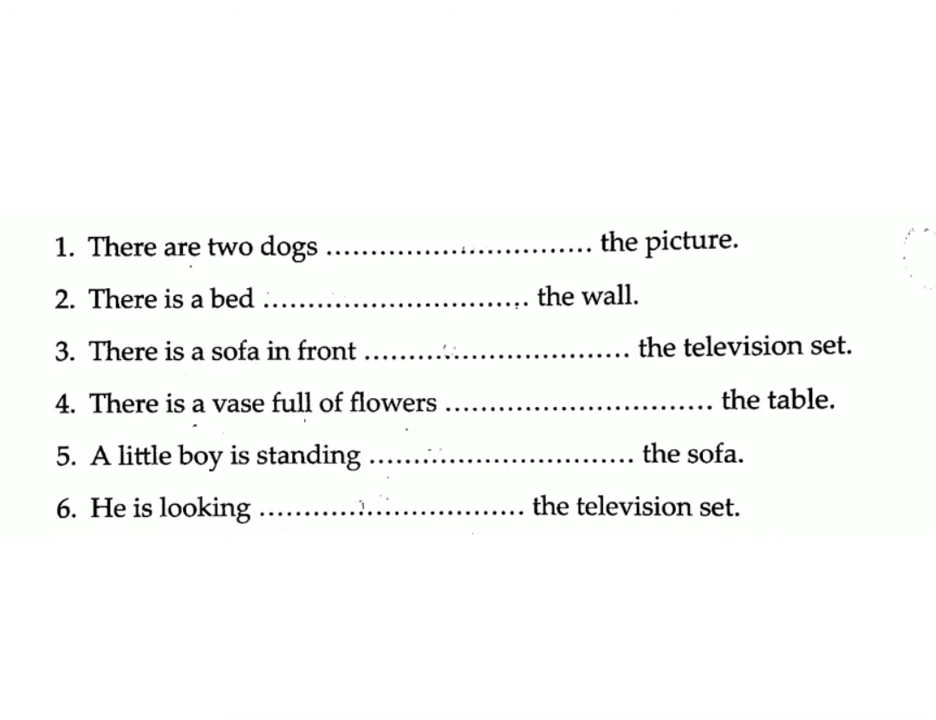 1. There are two dogs .............................. the picture.
2. There is a bed .............................. the wall.
3. There is a sofa in front .............................. the television set.
4. There is a vase full of flowers .............................. the table.
5. A little boy is standing .............................. the sofa.
6. He is looking .............................. the television set.